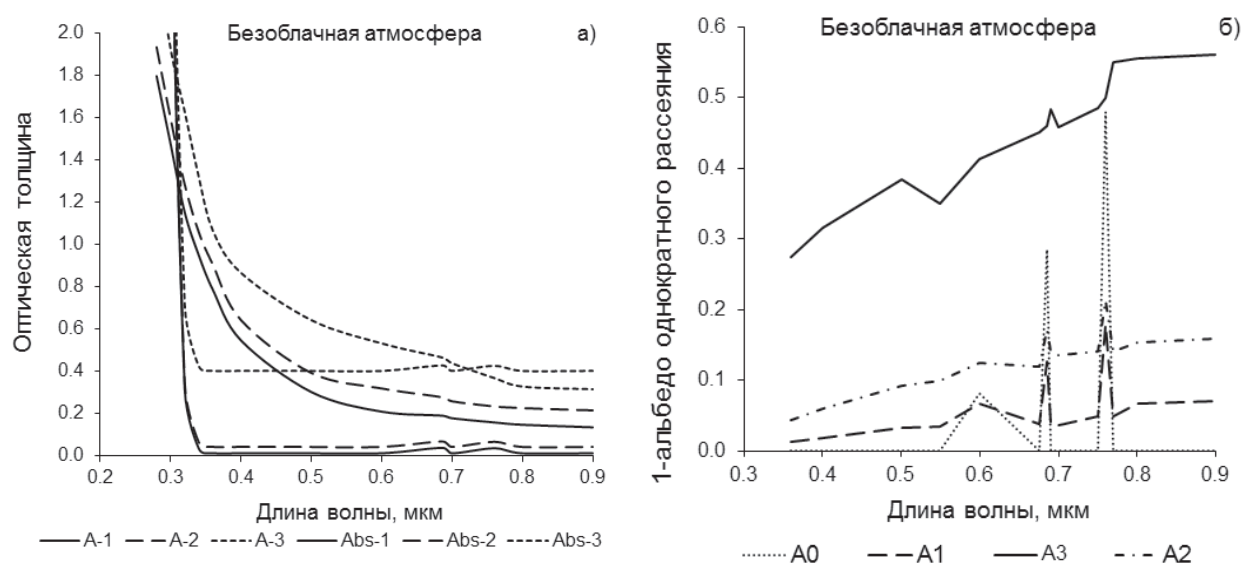 Безоблачная атмосфера
а)
Оптическая толщина
2.0
1.8
1.6
1.4
1.2
1.0
0.8
0.6
0.4
0.2
0.0
0.2 0.3 0.4 0.5 0.6 0.7 0.8 0.9
Длина волны, мкм
A-1 A-2 A-3 Abs-1 Abs-2 Abs-3
Безоблачная атмосфера
б)
1-альбедо однократного рассеяния
0.6
0.5
0.4
0.3
0.2
0.1
0.0
0.3 0.4 0.5 0.6 0.7 0.8 0.9
Длина волны, мкм
A0 A1 A3 A2